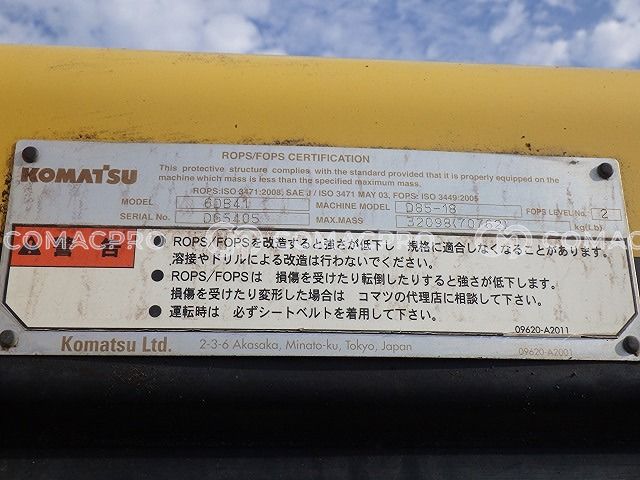 KOMATSU
ROPS/FOPS CERTIFICATION
This protective structure complies with the standard provided that it is properly equipped on the
machine which mass is less than the specified maximum mass.
ROPS:ISO 3471:2008, SAE J / ISO 3471 MAY 03, FOPS: ISO 3449:2005
MODEL 6DB41 MACHINE MODEL D85-18 FOPS LEVEL No. 2
SERIAL No. D65405 MAX.MASS kg(Lb)
警告
● ROPS/FOPSを改造すると強さが低下し 規格に適合しなくなることがあります。
溶接やドリルによる改造は行わないでください。
● ROPS/FOPSは 損傷を受けたり転倒したりすると強さが低下します。
損傷を受けたり変形した場合は コマツの代理店に相談して下さい。
● 運転時は 必ずシートベルトを着用して下さい。
09620-A2011
Komatsu Ltd. 2-3-6 Akasaka, Minato-ku, Tokyo, Japan 09620-A2001
COMACPRO COMACPRO COMACPRO